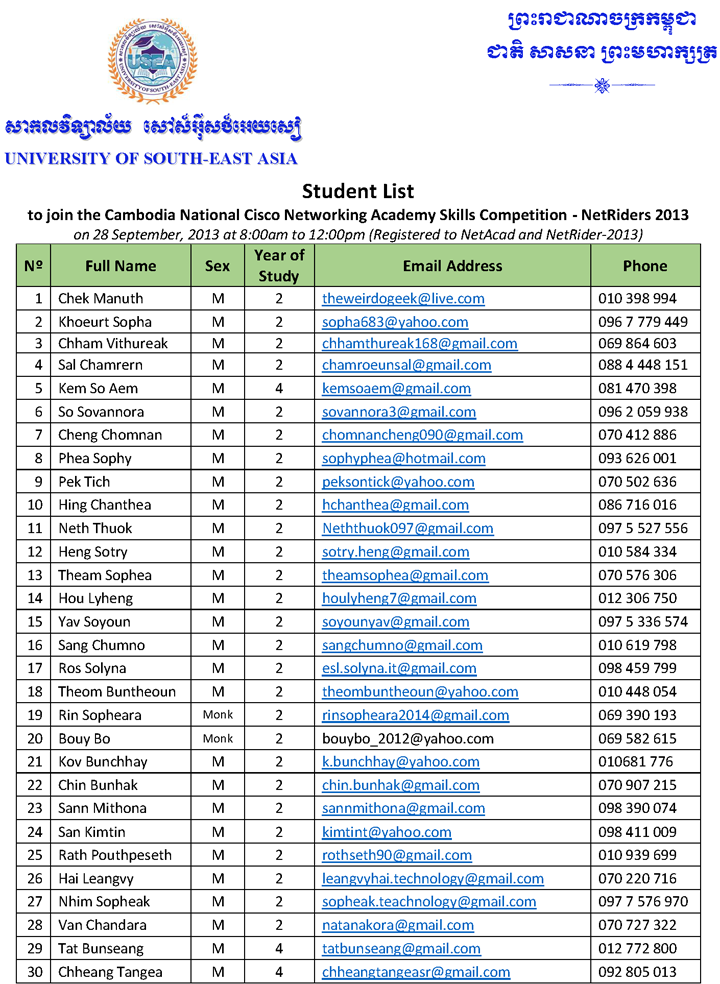 ព្រះរាជាណាចក្រកម្ពុជា
ជាតិ សាសនា ព្រះមហាក្សត្រ
USEA
UNIVERSITY OF SOUTH-EAST ASIA
សាកលវិទ្យាល័យ សៅស៍អ៊ីសថ៍អេយសៀ
UNIVERSITY OF SOUTH-EAST ASIA
Student List
to join the Cambodia National Cisco Networking Academy Skills Competition - NetRiders 2013
on 28 September, 2013 at 8:00am to 12:00pm (Registered to NetAcad and NetRider-2013)
Nº Full Name Sex Year of Study Email Address Phone
1 Chek Manuth M 2 theweirdogeek@live.com 010 398 994
2 Khoeurt Sopha M 2 sopha683@yahoo.com 096 7 779 449
3 Chham Vithureak M 2 chhamthureak168@gmail.com 069 864 603
4 Sal Chamrern M 2 chamroeunsal@gmail.com 088 4 448 151
5 Kem So Aem M 4 kemsoaem@gmail.com 081 470 398
6 So Sovannora M 2 sovannora3@gmail.com 096 2 059 938
7 Cheng Chomnan M 2 chomnancheng090@gmail.com 070 412 886
8 Phea Sophy M 2 sophyphea@hotmail.com 093 626 001
9 Pek Tich M 2 peksontick@yahoo.com 070 502 636
10 Hing Chanthea M 2 hchanthea@gmail.com 086 716 016
11 Neth Thuok M 2 Neththuok097@gmail.com 097 5 527 556
12 Heng Sotry M 2 sotry.heng@gmail.com 010 584 334
13 Theam Sophea M 2 theamsophea@gmail.com 070 576 306
14 Hou Lyheng M 2 houlyheng7@gmail.com 012 306 750
15 Yav Soyoun M 2 soyounyav@gmail.com 097 5 336 574
16 Sang Chumno M 2 sangchumno@gmail.com 010 619 798
17 Ros Solyna M 2 esl.solyna.it@gmail.com 098 459 799
18 Theom Buntheoun M 2 theombuntheoun@yahoo.com 010 448 054
19 Rin Sopheara Monk 2 rinsopheara2014@gmail.com 069 390 193
20 Bouy Bo Monk 2 bouybo_2012@yahoo.com 069 582 615
21 Kov Bunchhay M 2 k.bunchhay@yahoo.com 010681 776
22 Chin Bunhak M 2 chin.bunhak@gmail.com 070 907 215
23 Sann Mithona M 2 sannmithona@gmail.com 098 390 074
24 San Kimtin M 2 kimtint@yahoo.com 098 411 009
25 Rath Pouthpeseth M 2 rothseth90@gmail.com 010 939 699
26 Hai Leangvy M 2 leangvyhai.technology@gmail.com 070 220 716
27 Nhim Sopheak M 2 sopheak.teachnology@gmail.com 097 7 576 970
28 Van Chandara M 2 natanakora@gmail.com 070 727 322
29 Tat Bunseang M 4 tatbunseang@gmail.com 012 772 800
30 Chheang Tangea M 4 chheangtangeasr@gmail.com 092 805 013